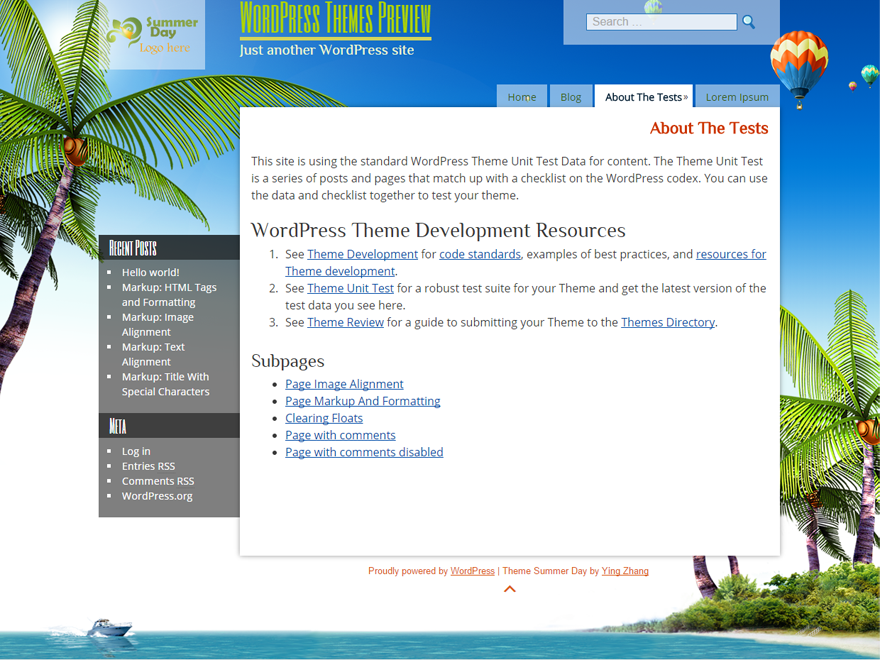 Summer
Day
Logo here
WordPress Themes Preview
Just another WordPress site
Search ...
Home
Blog
About The Tests»
Lorem Ipsum
About The Tests
This site is using the standard WordPress Theme Unit Test Data for content. The Theme Unit Test
is a series of posts and pages that match up with a checklist on the WordPress codex. You can use
the data and checklist together to test your theme.
WordPress Theme Development Resources
1. See Theme Development for code standards, examples of best practices, and resources for
Theme development.
2. See Theme Unit Test for a robust test suite for your Theme and get the latest version of the
test data you see here.
3. See Theme Review for a guide to submitting your Theme to the Themes Directory.
Subpages
Page Image Alignment
Page Markup And Formatting
Clearing Floats
Page with comments
Page with comments disabled
Recent Posts
Hello world!
Markup: HTML Tags
and Formatting
Markup: Image
Alignment
Markup: Text
Alignment
Markup: Title With
Special Characters
Meta
Log in
Entries RSS
Comments RSS
WordPress.org
Proudly powered by WordPress | Theme Summer Day by Ying Zhang